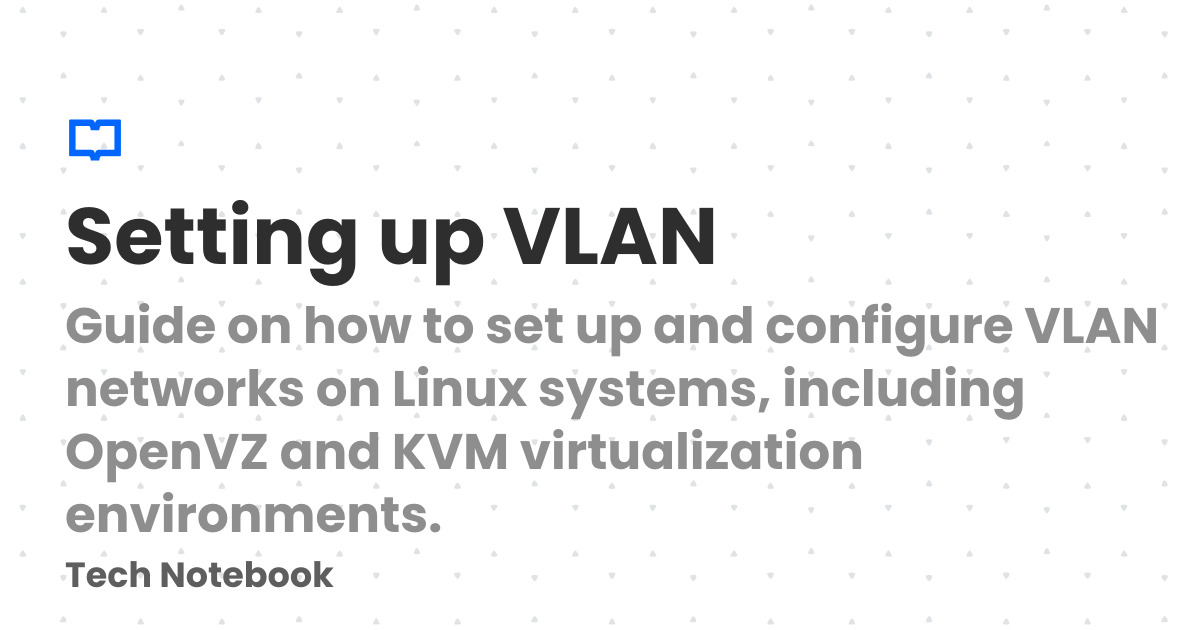 Setting up VLAN
Guide on how to set up and configure VLAN
networks on Linux systems, including
OpenVZ and KVM virtualization
environments.
Tech Notebook